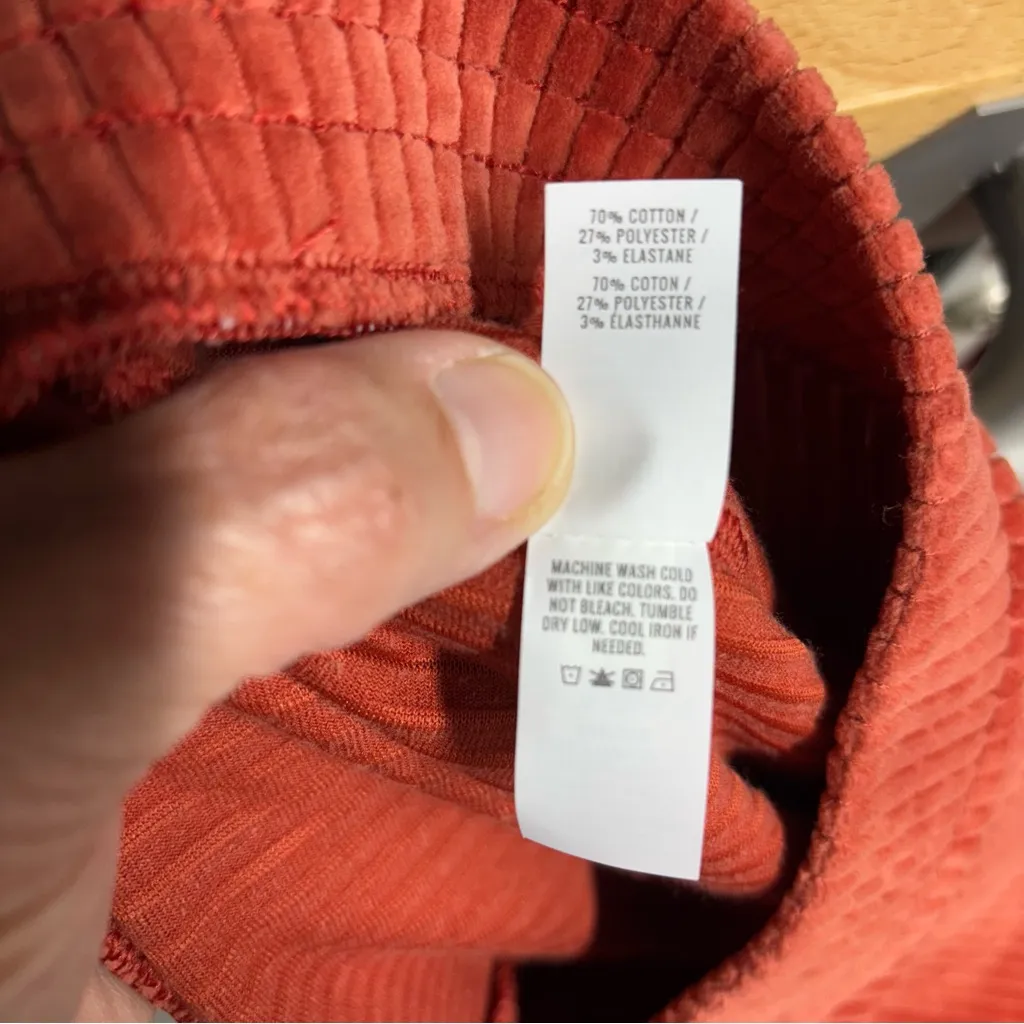 70% COTTON /
27% POLYESTER /
3% ELASTANE
70% COTON /
27% POLYESTER /
3% ÉLASTHANNE
MACHINE WASH COLD
WITH LIKE COLORS. DO
NOT BLEACH. TUMBLE
DRY LOW. COOL IRON IF
NEEDED.